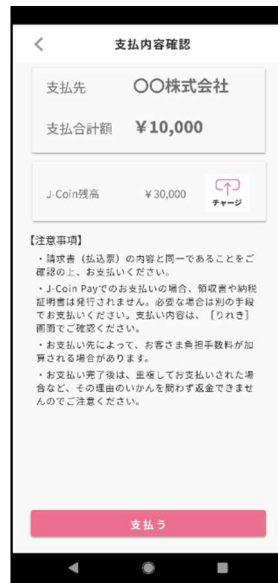 支払内容確認
支払先 〇〇株式会社
支払合計額 ¥10,000
J-Coin残高 ¥30,000 チャージ
【注意事項】
・請求書（払込票）の内容と同一であることをご
確認の上、お支払いください。
・J-Coin Payでのお支払いの場合、領収書や納税
証明書は発行されません。必要な場合は別の手段
でお支払いください。支払い内容は、［りれき］
画面でご確認ください。
・お支払い先によって、お客さま負担手数料が加
算される場合があります。
・お支払い完了後は、重複してお支払いされた場
合など、その理由のいかんを問わず返金できませ
んのでご注意ください。
支払う